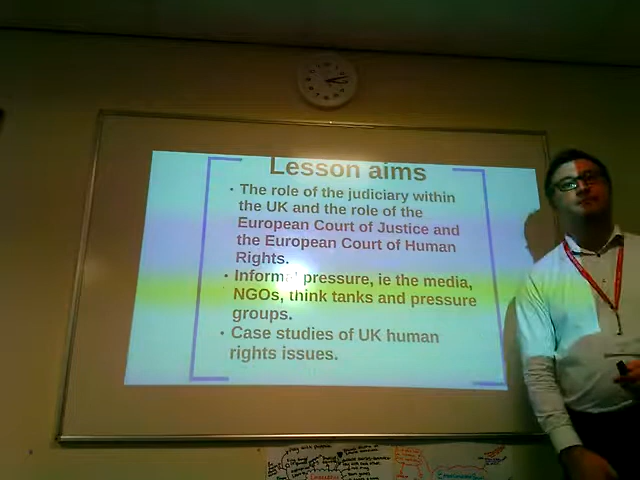 Lesson aims
• The role of the judiciary within
the UK and the role of the
European Court of Justice and
the European Court of Human
Rights.
• Informal pressure, ie the media,
NGOs, think tanks and pressure
groups.
• Case studies of UK human
rights issues.